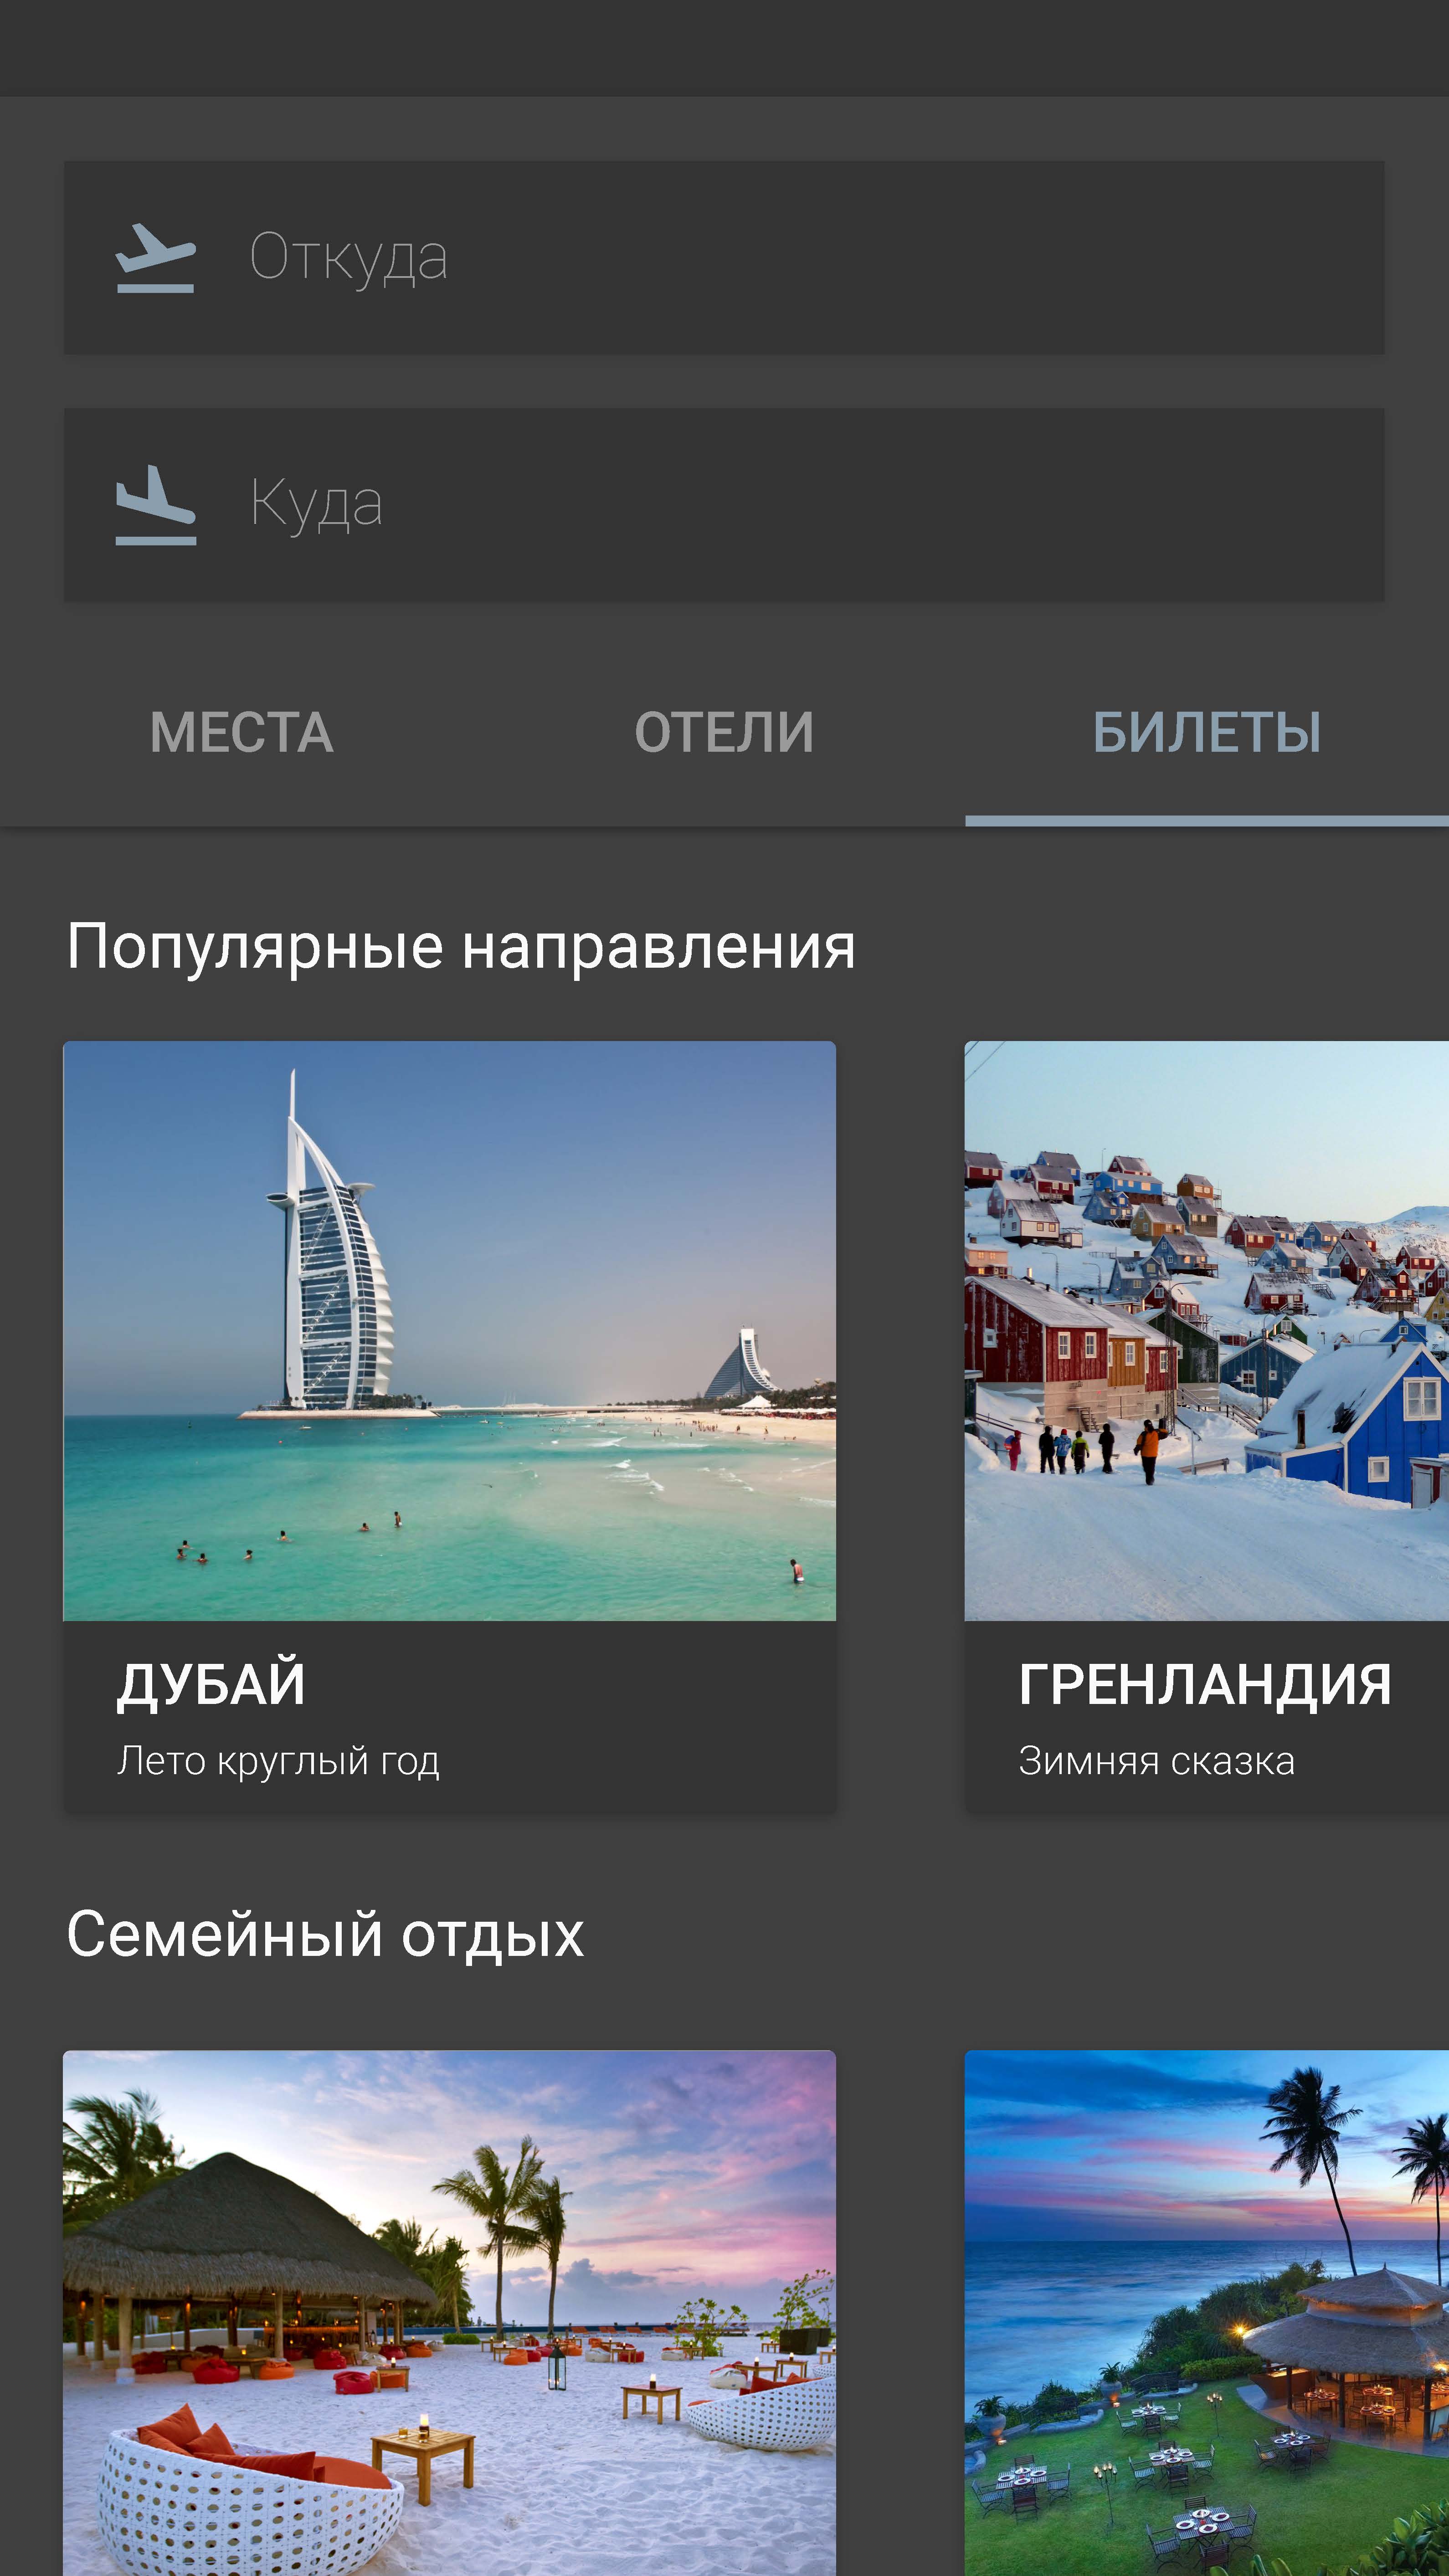 Откуда
Куда
МЕСТА ОТЕЛИ БИЛЕТЫ
Популярные направления
ДУБАЙ
Лето круглый год
ГРЕНЛАНДИЯ
Зимняя сказка
Семейный отдых